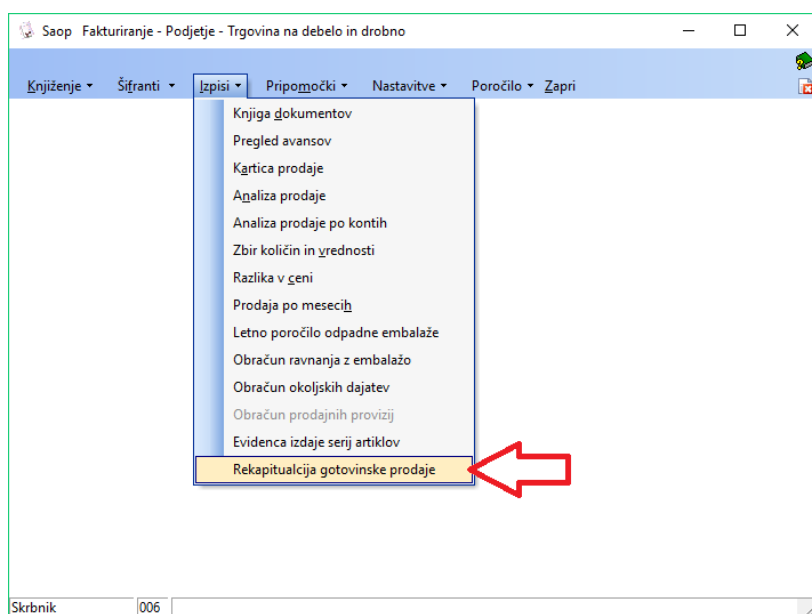 Saop Fakturiranje - Podjetje - Trgovina na debelo in drobno
Knjiženje Šifranti Izpisi Pripomočki Nastavitve Poročilo Zapri
Knjiga dokumentov
Pregled avansov
Kartica prodaje
Analiza prodaje
Analiza prodaje po kontih
Zbir količin in vrednosti
Razlika v ceni
Prodaja po mesecih
Letno poročilo odpadne embalaže
Obračun ravnanja z embalažo
Obračun okoljskih dajatev
Obračun prodajnih provizij
Evidenca izdaje serij artiklov
Rekapitualcija gotovinske prodaje
Skrbnik 006